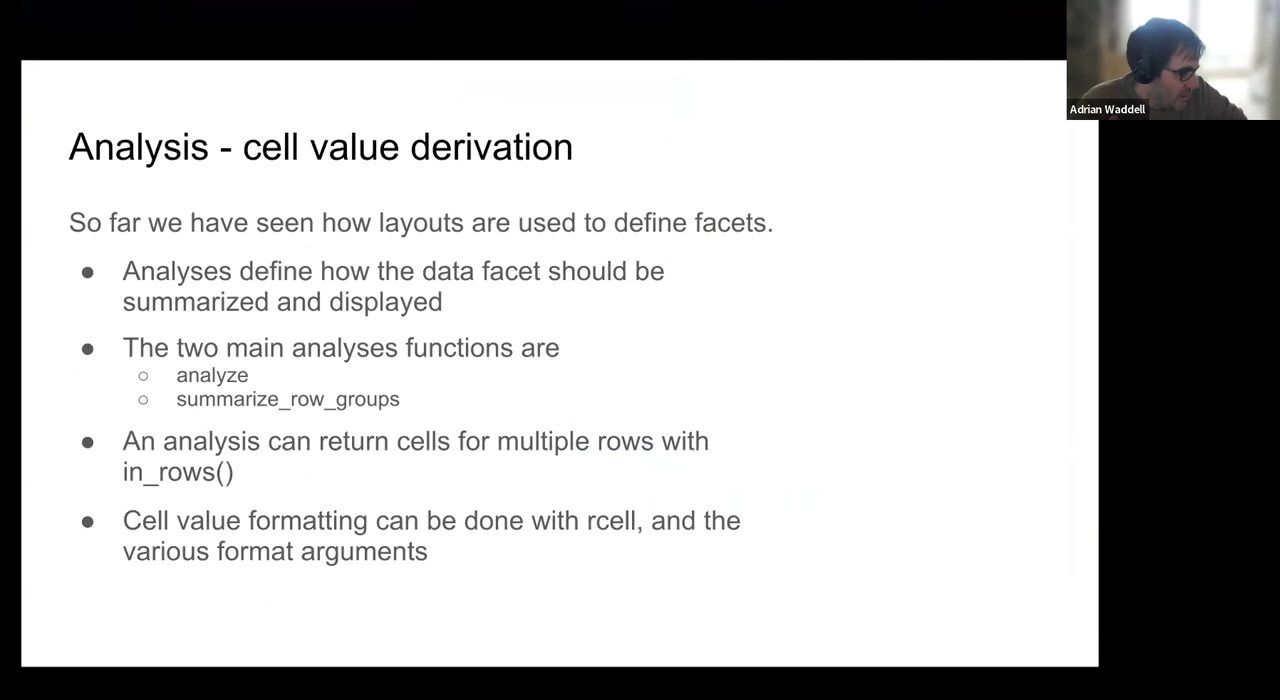 Adrian Waddell
Analysis - cell value derivation
So far we have seen how layouts are used to define facets.
● Analyses define how the data facet should be
summarized and displayed
● The two main analyses functions are
○ analyze
○ summarize_row_groups
● An analysis can return cells for multiple rows with
in_rows()
● Cell value formatting can be done with rcell, and the
various format arguments